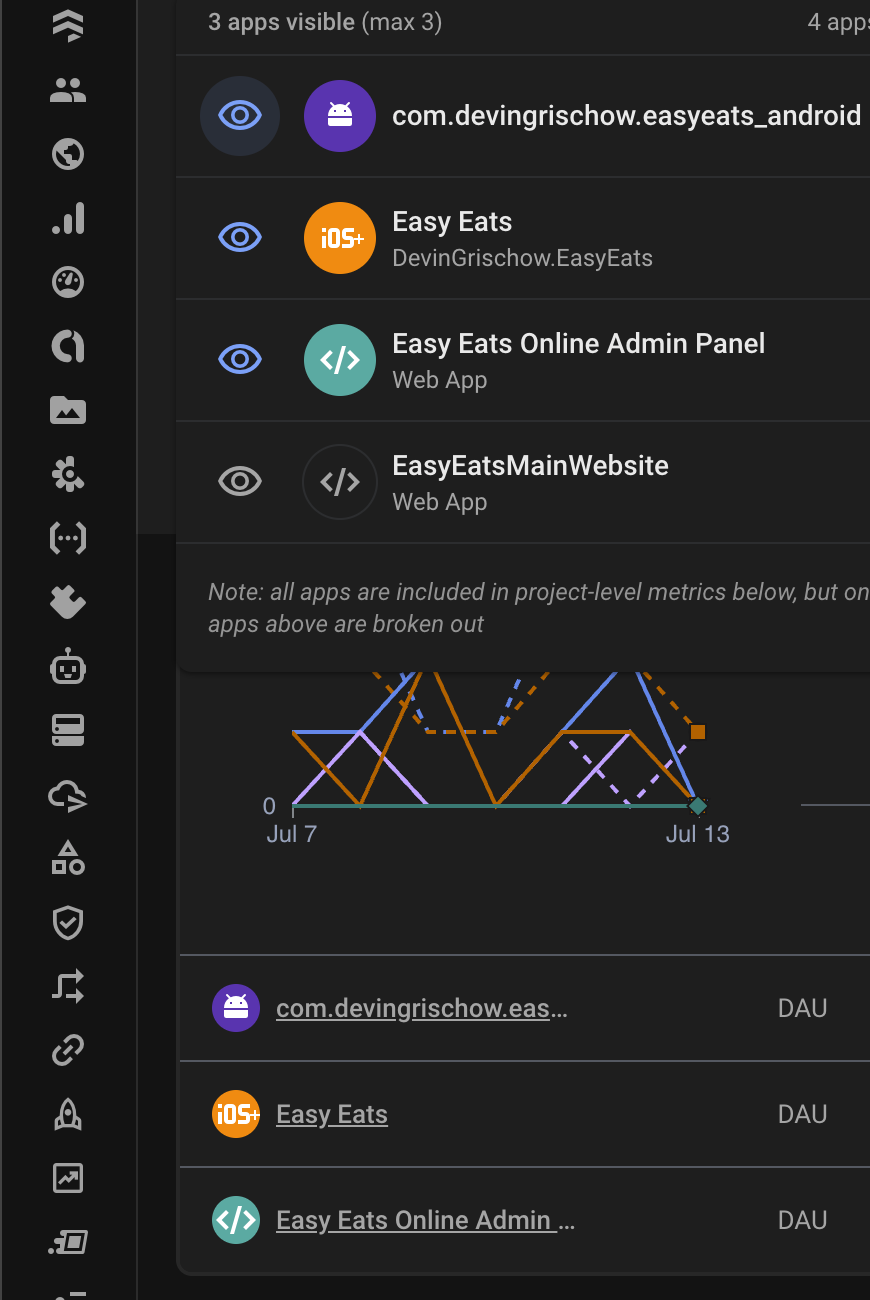 3 apps visible (max 3) 4 apps
com.devingrischow.easyeats_android
iOS+
Easy Eats
DevinGrischow.EasyEats
</>
Easy Eats Online Admin Panel
Web App
</>
EasyEatsMainWebsite
Web App
Note: all apps are included in project-level metrics below, but on
apps above are broken out
0
Jul 7 Jul 13
com.devingrischow.eas... DAU
iOS+ Easy Eats DAU
</> Easy Eats Online Admin ... DAU